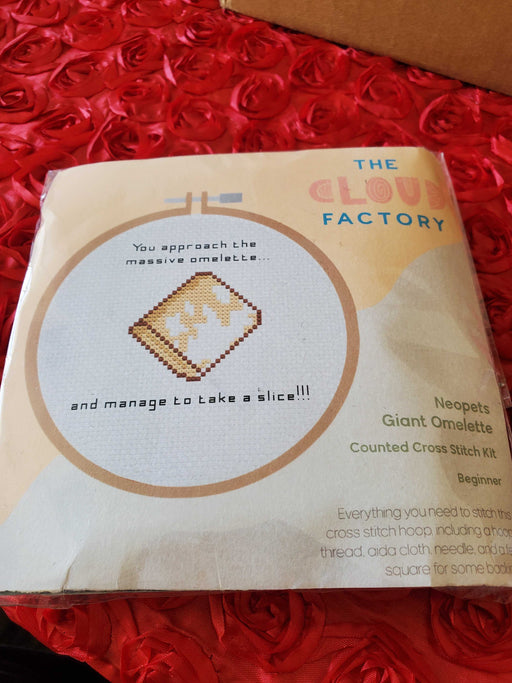 THE
CLOUD
FACTORY
You approach the
massive omelette...
and manage to take a slice!!!
Neopets
Giant Omelette
Counted Cross Stitch Kit
Beginner
Everything you need to stitch this
cross stitch hoop, including a hoop,
thread, aida cloth, needle, and a
square for some